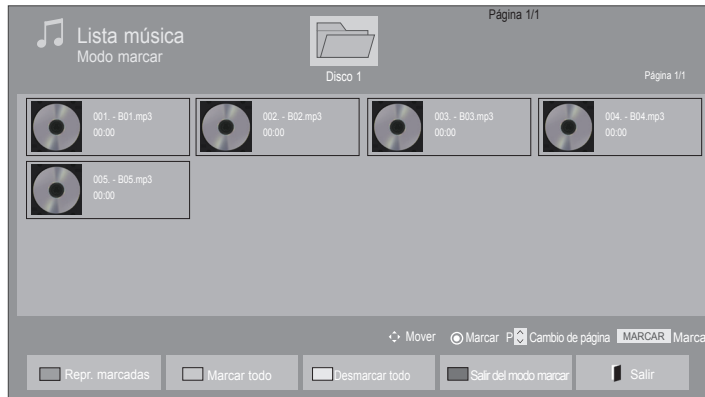 Página 1/1
Lista música
Modo marcar
Disco 1
Página 1/1
001. - B01.mp3
00:00
002. - B02.mp3
00:00
003. - B03.mp3
00:00
004. - B04.mp3
00:00
005. - B05.mp3
00:00
Mover Marcar P Cambio de página MARCAR Marca
Repr. marcadas Marcar todo Desmarcar todo Salir del modo marcar Salir